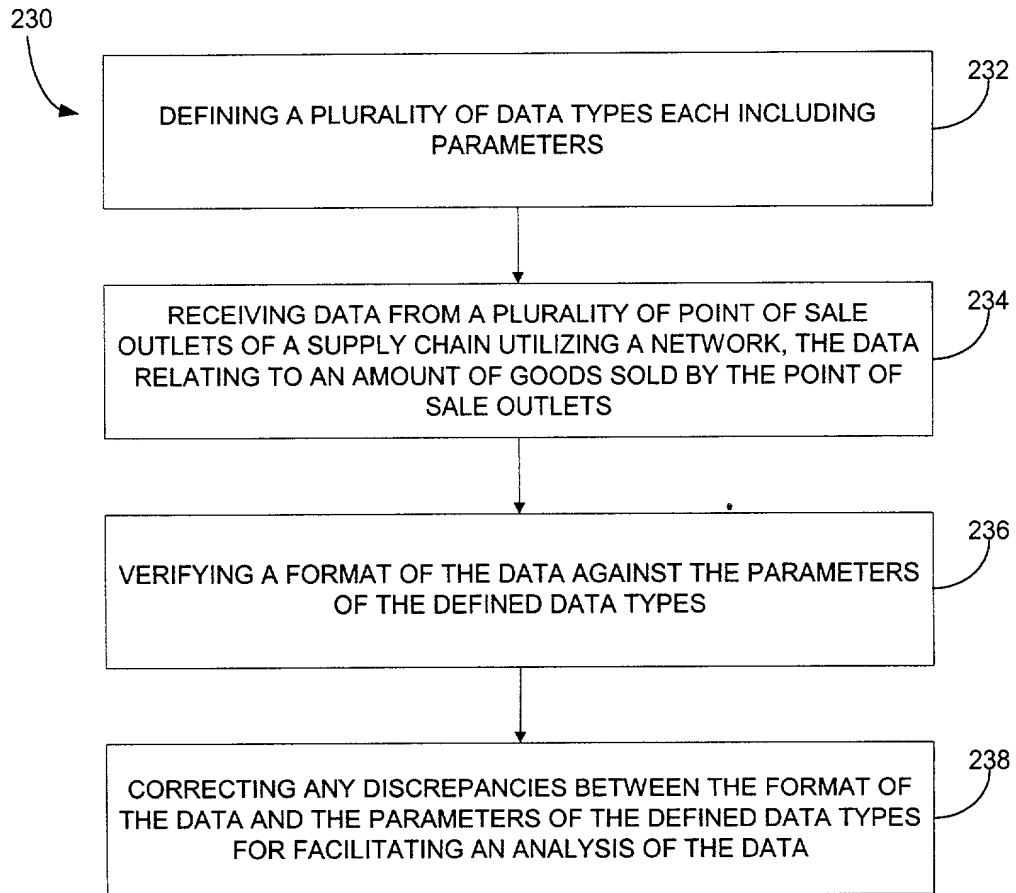 230
232
DEFINING A PLURALITY OF DATA TYPES EACH INCLUDING
PARAMETERS
234
RECEIVING DATA FROM A PLURALITY OF POINT OF SALE
OUTLETS OF A SUPPLY CHAIN UTILIZING A NETWORK, THE DATA
RELATING TO AN AMOUNT OF GOODS SOLD BY THE POINT OF
SALE OUTLETS
236
VERIFYING A FORMAT OF THE DATA AGAINST THE PARAMETERS
OF THE DEFINED DATA TYPES
238
CORRECTING ANY DISCREPANCIES BETWEEN THE FORMAT OF
THE DATA AND THE PARAMETERS OF THE DEFINED DATA TYPES
FOR FACILITATING AN ANALYSIS OF THE DATA